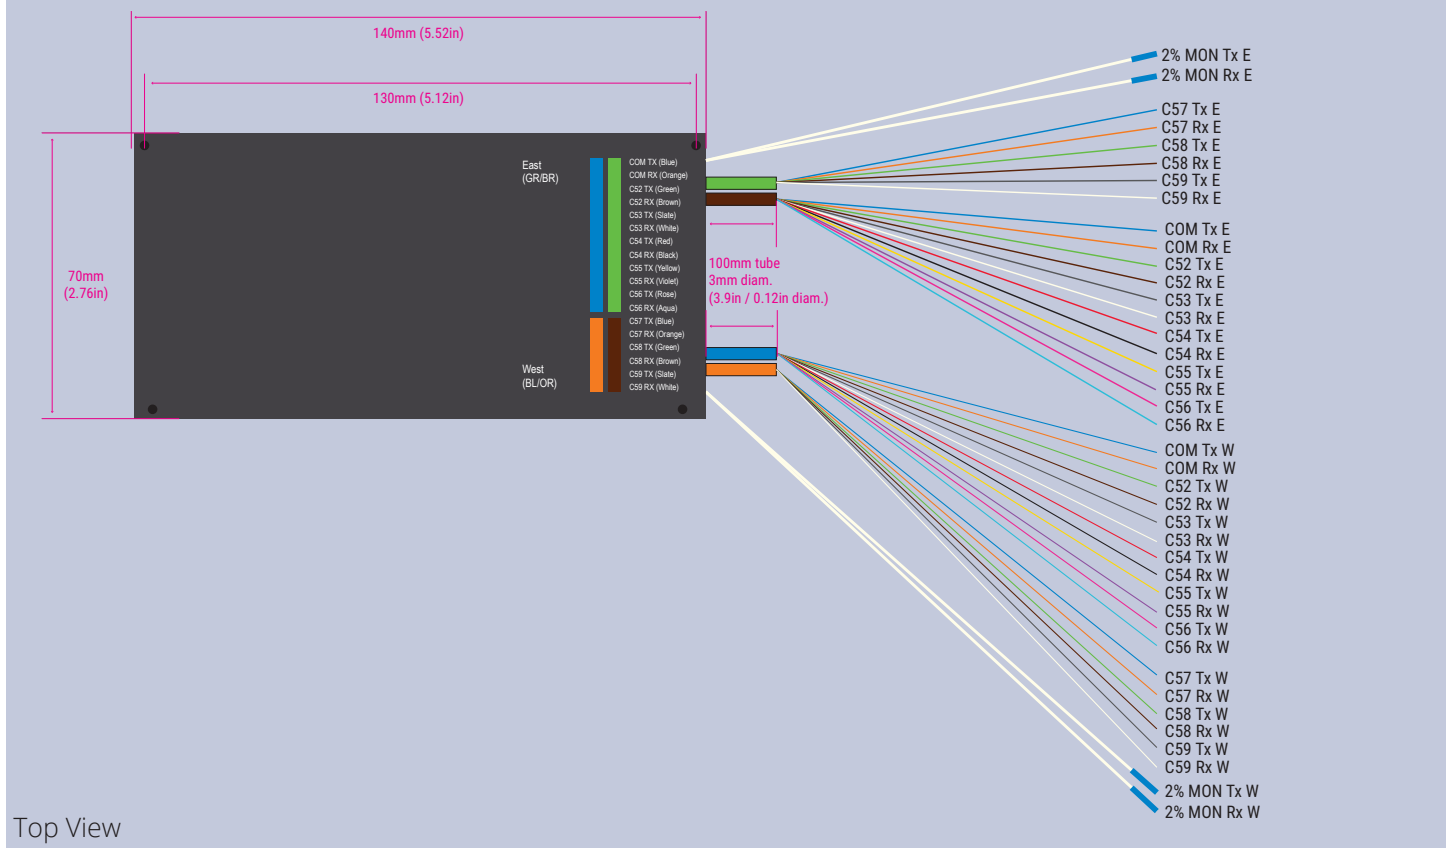 140mm (5.52in)
130mm (5.12in)
70mm
(2.76in)
East
(GR/BR)
West
(BL/OR)
COM TX (Blue)
COM RX (Orange)
C52 TX (Green)
C52 RX (Brown)
C53 TX (Slate)
C53 RX (White)
C54 TX (Red)
C54 RX (Black)
C55 TX (Yellow)
C55 RX (Violet)
C56 TX (Rose)
C56 RX (Aqua)
C57 TX (Blue)
C57 RX (Orange)
C58 TX (Green)
C58 RX (Brown)
C59 TX (Slate)
C59 RX (White)
100mm tube
3mm diam.
(3.9in / 0.12in diam.)
2% MON Tx E
2% MON Rx E
C57 Tx E
C57 Rx E
C58 Tx E
C58 Rx E
C59 Tx E
C59 Rx E
COM Tx E
COM Rx E
C52 Tx E
C52 Rx E
C53 Tx E
C53 Rx E
C54 Tx E
C54 Rx E
C55 Tx E
C55 Rx E
C56 Tx E
C56 Rx E
COM Tx W
COM Rx W
C52 Tx W
C52 Rx W
C53 Tx W
C53 Rx W
C54 Tx W
C54 Rx W
C55 Tx W
C55 Rx W
C56 Tx W
C56 Rx W
C57 Tx W
C57 Rx W
C58 Tx W
C58 Rx W
C59 Tx W
C59 Rx W
2% MON Tx W
2% MON Rx W
Top View